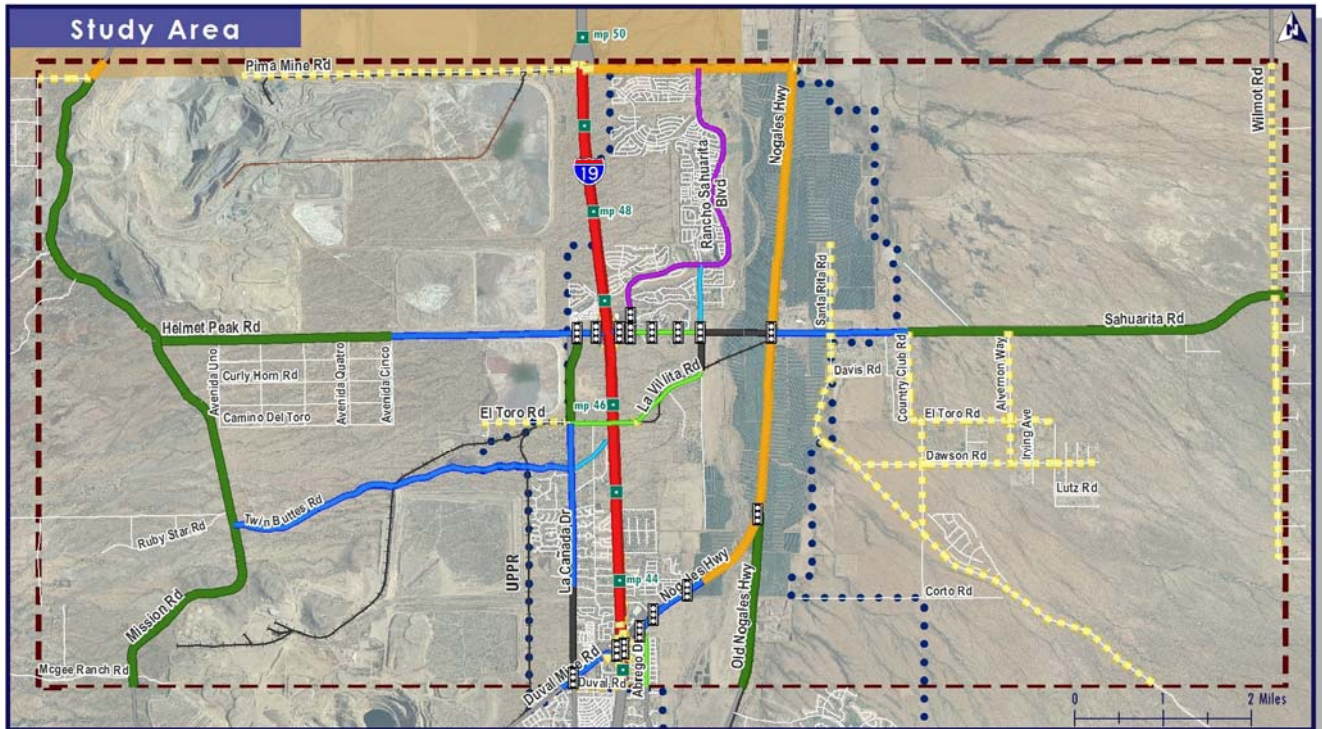 Study Area
mp 50
Pima Mine Rd
Wilmot Rd
Nogales Hwy
19
Rancho Sahuarita
Blvd
mp 48
Santa Rita Rd
Sahuarita Rd
Helmet Peak Rd
Avenida Uno
Curly Horn Rd
Avenida Quatro
Avenida Cinco
Camino Del Toro
La Villita Rd
Davis Rd
Country Club Rd
Alvernon Way
mp 46
El Toro Rd
El Toro Rd
Irving Ave
Dawson Rd
Lutz Rd
Twin Buttes Rd
Ruby Star Rd
UPPR
La Canada Dr
mp 44
Nogales Hwy
Corto Rd
Mission Rd
Old Nogales Hwy
Mcgee Ranch Rd
Duval Mine Rd
Duval Rd
Abrego Dr
0 1 2 Miles